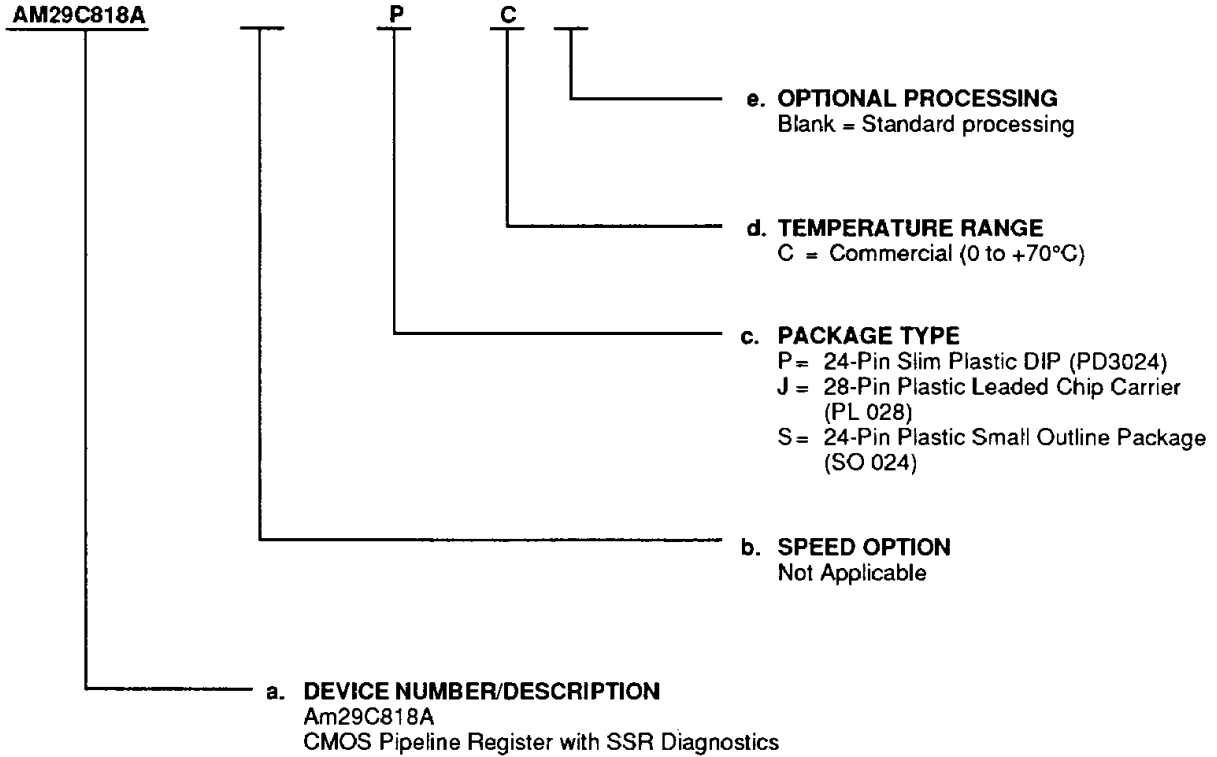 AM29C818A P C
e. OPTIONAL PROCESSING
Blank = Standard processing
d. TEMPERATURE RANGE
C = Commercial (0 to +70°C)
c. PACKAGE TYPE
P = 24-Pin Slim Plastic DIP (PD3024)
J = 28-Pin Plastic Leaded Chip Carrier
(PL 028)
S = 24-Pin Plastic Small Outline Package
(SO 024)
b. SPEED OPTION
Not Applicable
a. DEVICE NUMBER/DESCRIPTION
Am29C818A
CMOS Pipeline Register with SSR Diagnostics